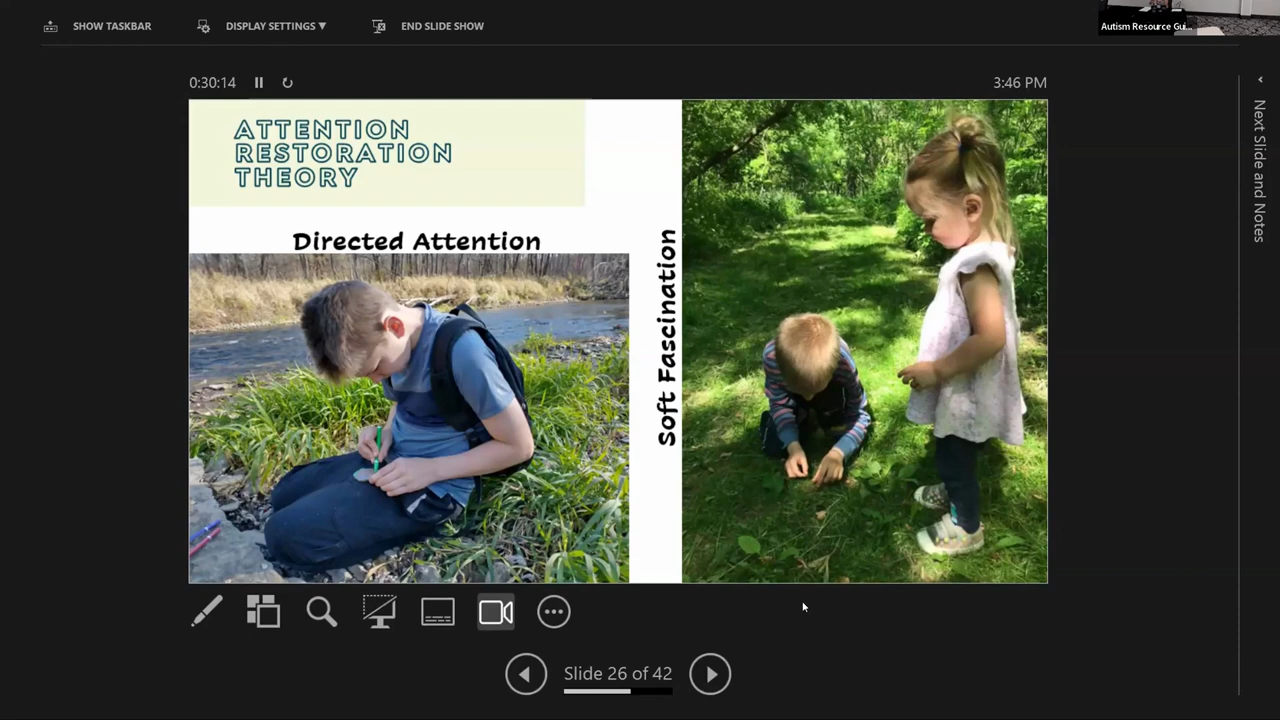 SHOW TASKBAR
DISPLAY SETTINGS ▼
END SLIDE SHOW
Autism Resource Gui...
0:30:14
3:46 PM
ATTENTION
RESTORATION
THEORY
Directed Attention
Soft Fascination
Next Slide and Notes
Slide 26 of 42